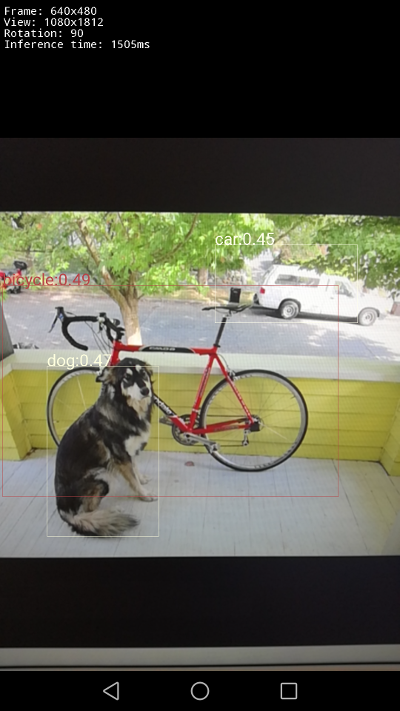 Frame: 640x480
View: 1080x1812
Rotation: 90
Inference time: 1505ms
car:0.45
bicycle:0.49
dog:0.47